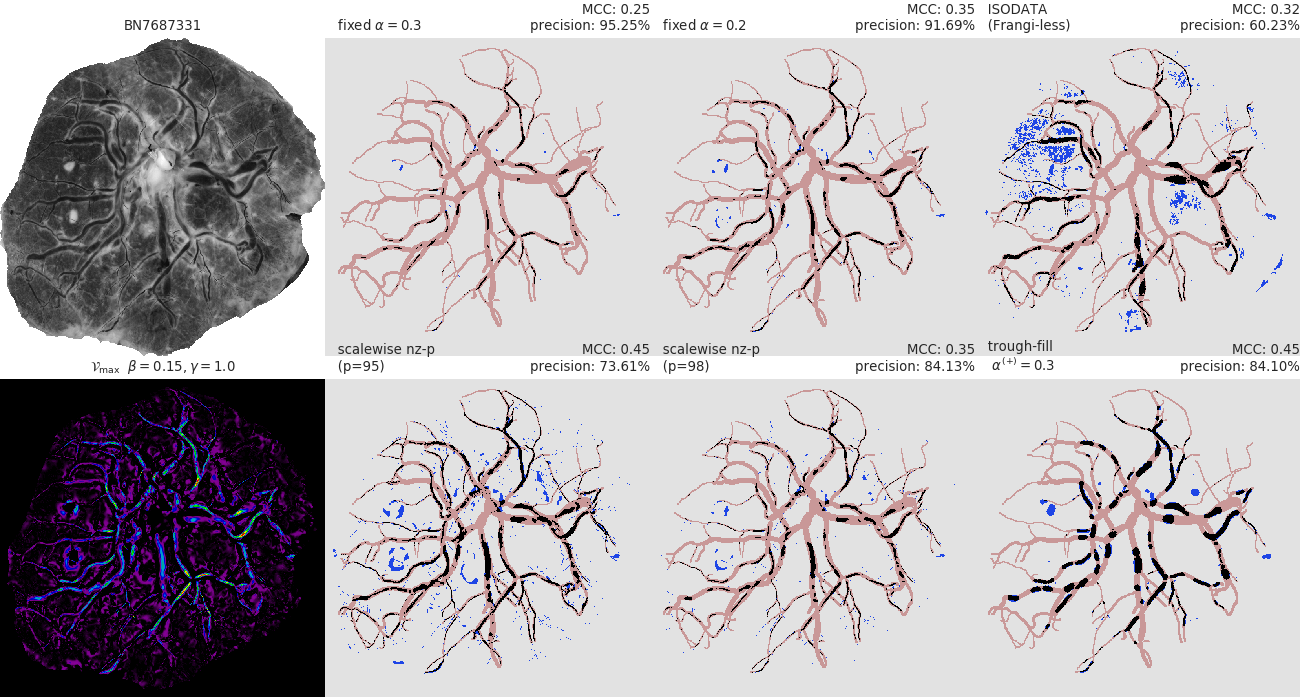 BN7687331
fixed α = 0.3
MCC: 0.25
precision: 95.25%
fixed α = 0.2
MCC: 0.35
precision: 91.69%
ISODATA
(Frangi-less)
MCC: 0.32
precision: 60.23%
𝒱max β = 0.15, γ = 1.0
scalewise nz-p
(p=95)
MCC: 0.45
precision: 73.61%
scalewise nz-p
(p=98)
MCC: 0.35
precision: 84.13%
trough-fill
α(+) = 0.3
MCC: 0.45
precision: 84.10%